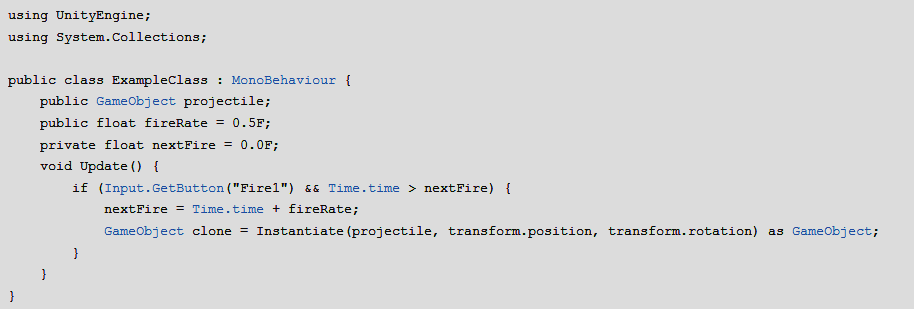 using UnityEngine;
using System.Collections;
public class ExampleClass : MonoBehaviour {
public GameObject projectile;
public float fireRate = 0.5F;
private float nextFire = 0.0F;
void Update() {
if (Input.GetButton("Fire1") && Time.time > nextFire) {
nextFire = Time.time + fireRate;
GameObject clone = Instantiate(projectile, transform.position, transform.rotation) as GameObject;
}
}
}